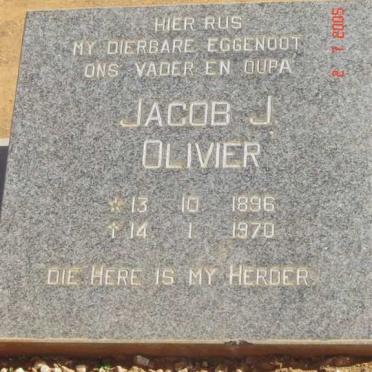 HIER RUS
MY DIERBARE EGGENOOT
ONS VADER EN OUPA
JACOB J.
OLIVIER
☆ 13 10 1896
† 14 1 1970
DIE HERE IS MY HERDER.
2 7 2005